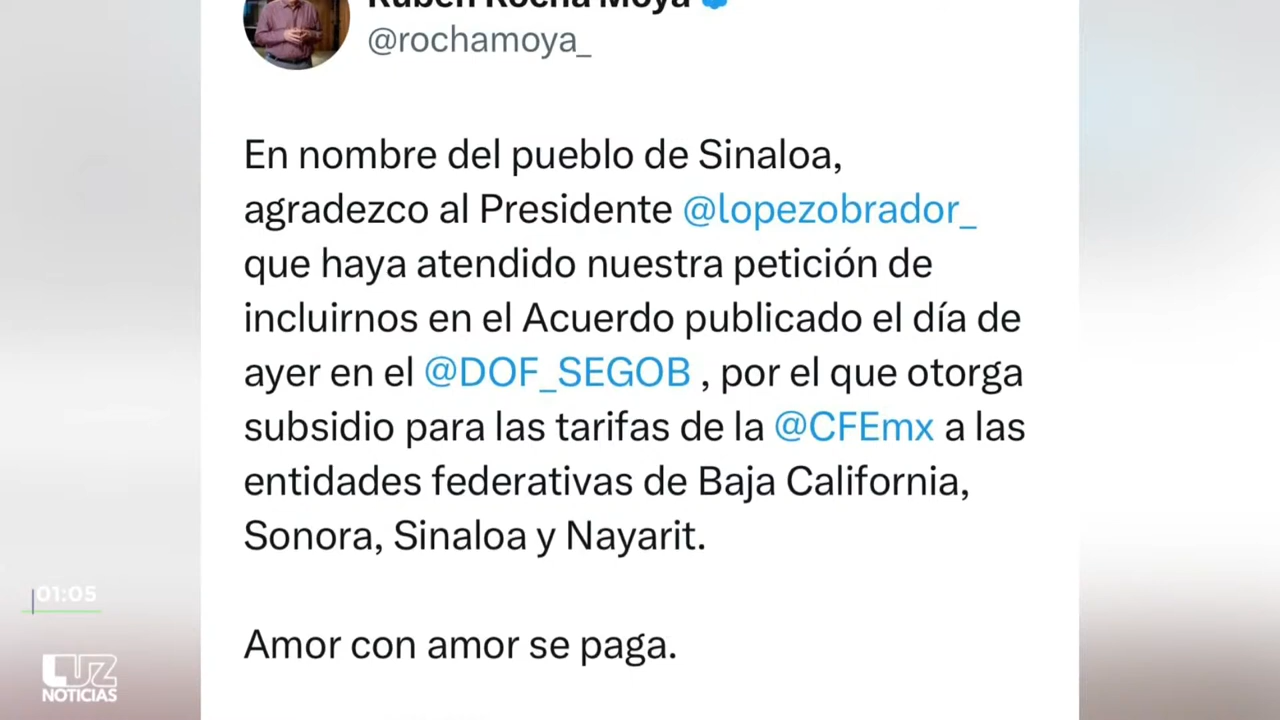 Rubén Rocha Moya
@rochamoya_
En nombre del pueblo de Sinaloa,
agradezco al Presidente @lopezobrador_
que haya atendido nuestra petición de
incluirnos en el Acuerdo publicado el día de
ayer en el @DOF_SEGOB , por el que otorga
subsidio para las tarifas de la @CFEmx a las
entidades federativas de Baja California,
Sonora, Sinaloa y Nayarit.
Amor con amor se paga.
01:05
LUZ
NOTICIAS